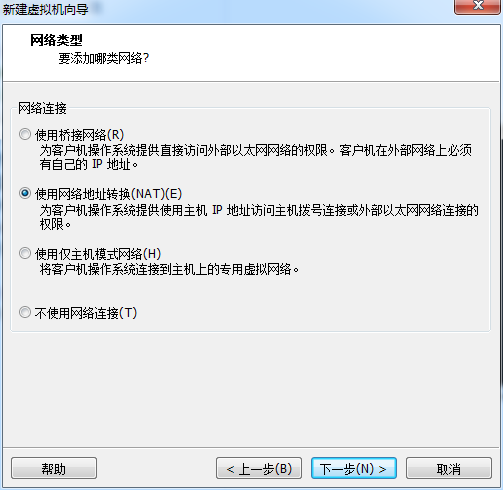 新建虚拟机向导
网络类型
要添加哪类网络?
网络连接
使用桥接网络(R)
为客户机操作系统提供直接访问外部以太网网络的权限。客户机在外部网络上必须
有自己的 IP 地址。
使用网络地址转换(NAT)(E)
为客户机操作系统提供使用主机 IP 地址访问主机拨号连接或外部以太网网络连接的
权限。
使用仅主机模式网络(H)
将客户机操作系统连接到主机上的专用虚拟网络。
不使用网络连接(T)
帮助
< 上一步(B)
下一步(N) >
取消